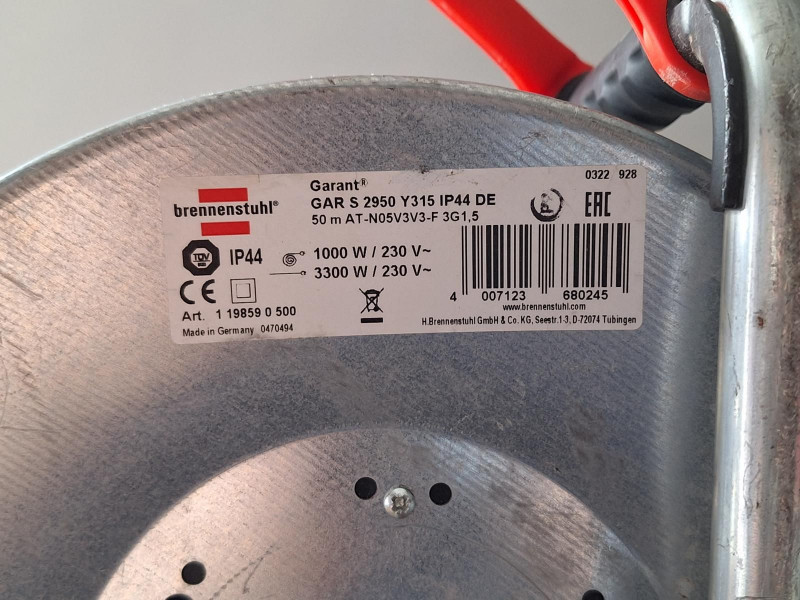 0322 928
brennenstuhl®
Garant®
GAR S 2950 Y315 IP44 DE
50 m AT-N05V3V3-F 3G1,5
EAC
TÜV
IP44
1000 W / 230 V~
3300 W / 230 V~
CE
4 007123 680245
www.brennenstuhl.com
Art. 1 19859 0 500
H.Brennenstuhl GmbH & Co. KG, Seestr.1-3, D-72074 Tübingen
Made in Germany 0470494